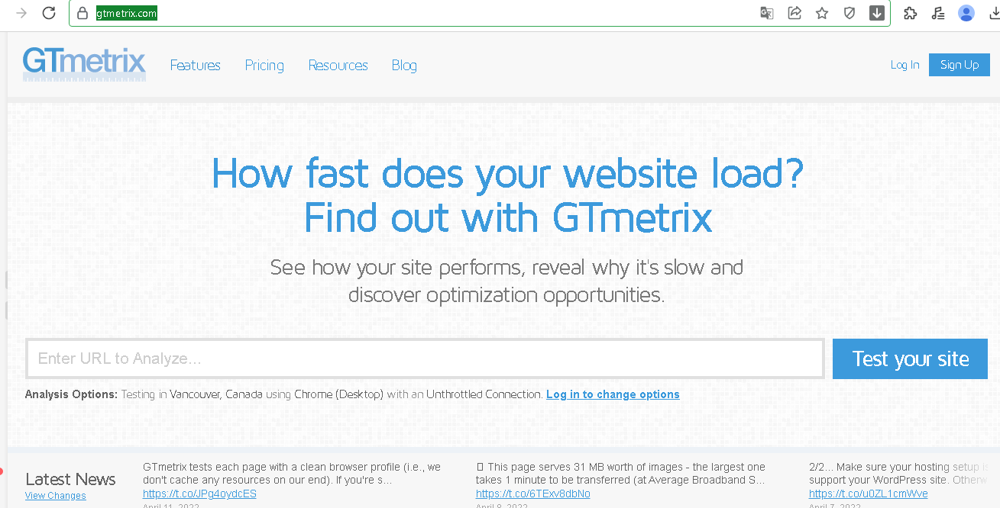 gtmetrix.com
GTmetrix
Features Pricing Resources Blog
Log In Sign Up
How fast does your website load?
Find out with GTmetrix
See how your site performs, reveal why it's slow and
discover optimization opportunities.
Enter URL to Analyze...
Test your site
Analysis Options: Testing in Vancouver, Canada using Chrome (Desktop) with an Unthrottled Connection. Log in to change options
Latest News
View Changes
GTmetrix tests each page with a clean browser profile (i.e., we
don't cache any resources on our end). If you're s...
https://t.co/JPg4oydcES
April 11, 2022
This page serves 31 MB worth of images - the largest one
takes 1 minute to be transferred (at Average Broadband S...
https://t.co/6TExv8dbNo
April 8, 2022
2/2... Make sure your hosting setup is
support your WordPress site. Otherw
https://t.co/u0ZL1cmWve
April 7, 2022